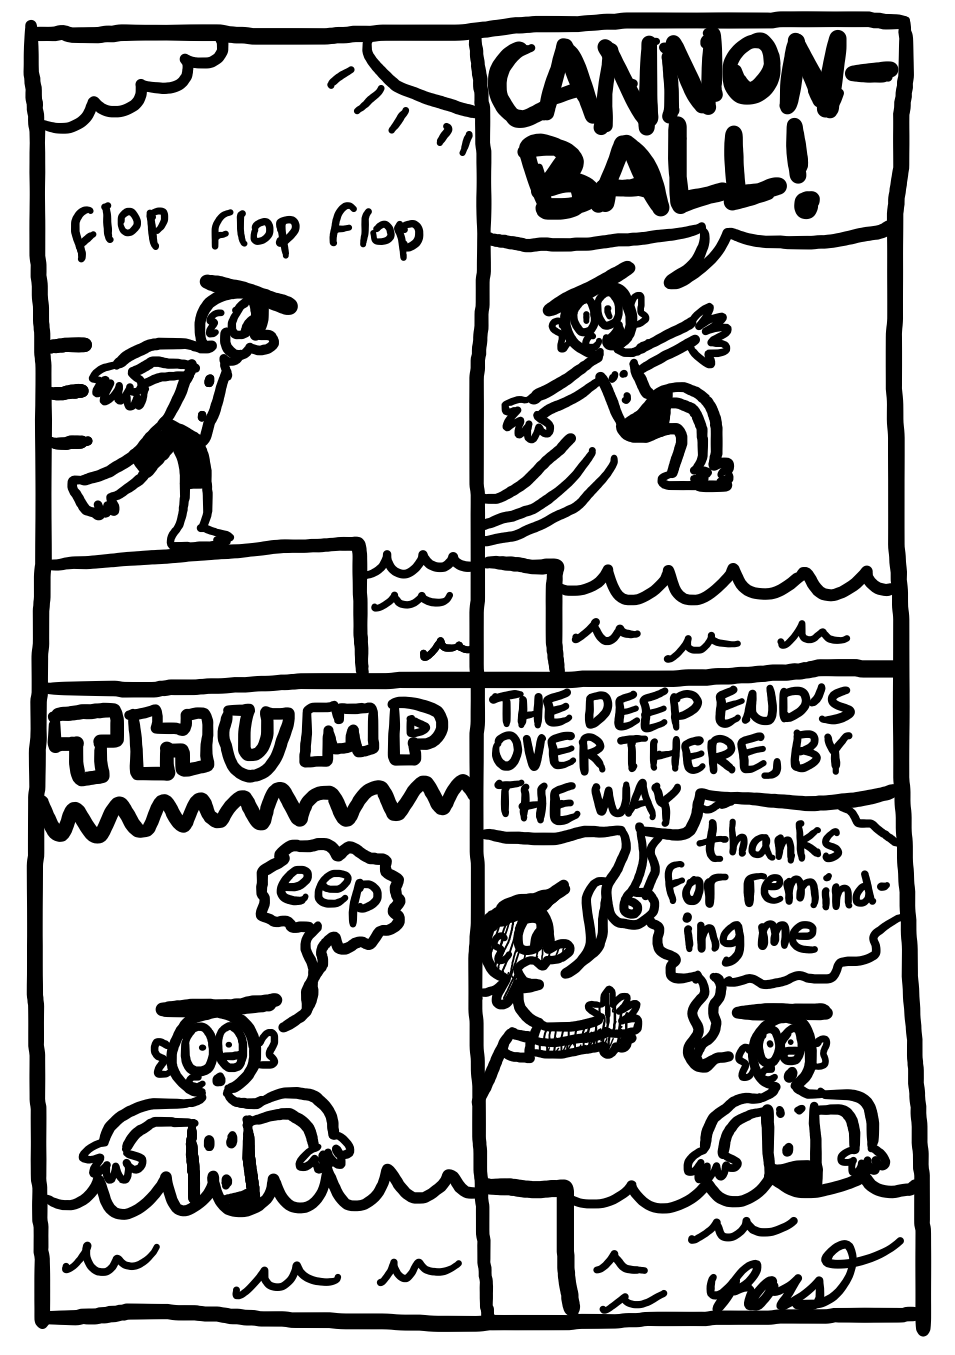 flop flop flop
CANNON-
BALL!
THUMP
eep
THE DEEP END'S
OVER THERE, BY
THE WAY
thanks
for remind-
ing me